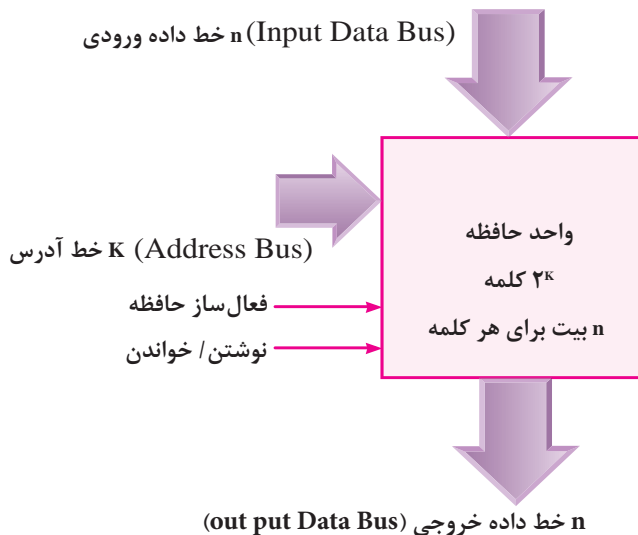 n خط داده ورودی (Input Data Bus)
K خط آدرس (Address Bus)
فعال‌ساز حافظه
نوشتن/ خواندن
واحد حافظه
۲ᴷ کلمه
n بیت برای هر کلمه
n خط داده خروجی (out put Data Bus)